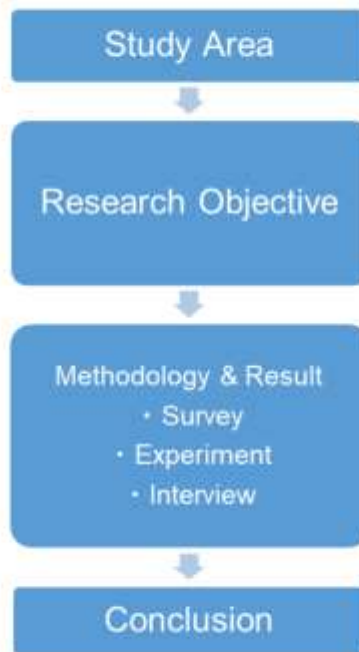 Study Area
Research Objective
Methodology & Result
・Survey
・Experiment
・Interview
Conclusion